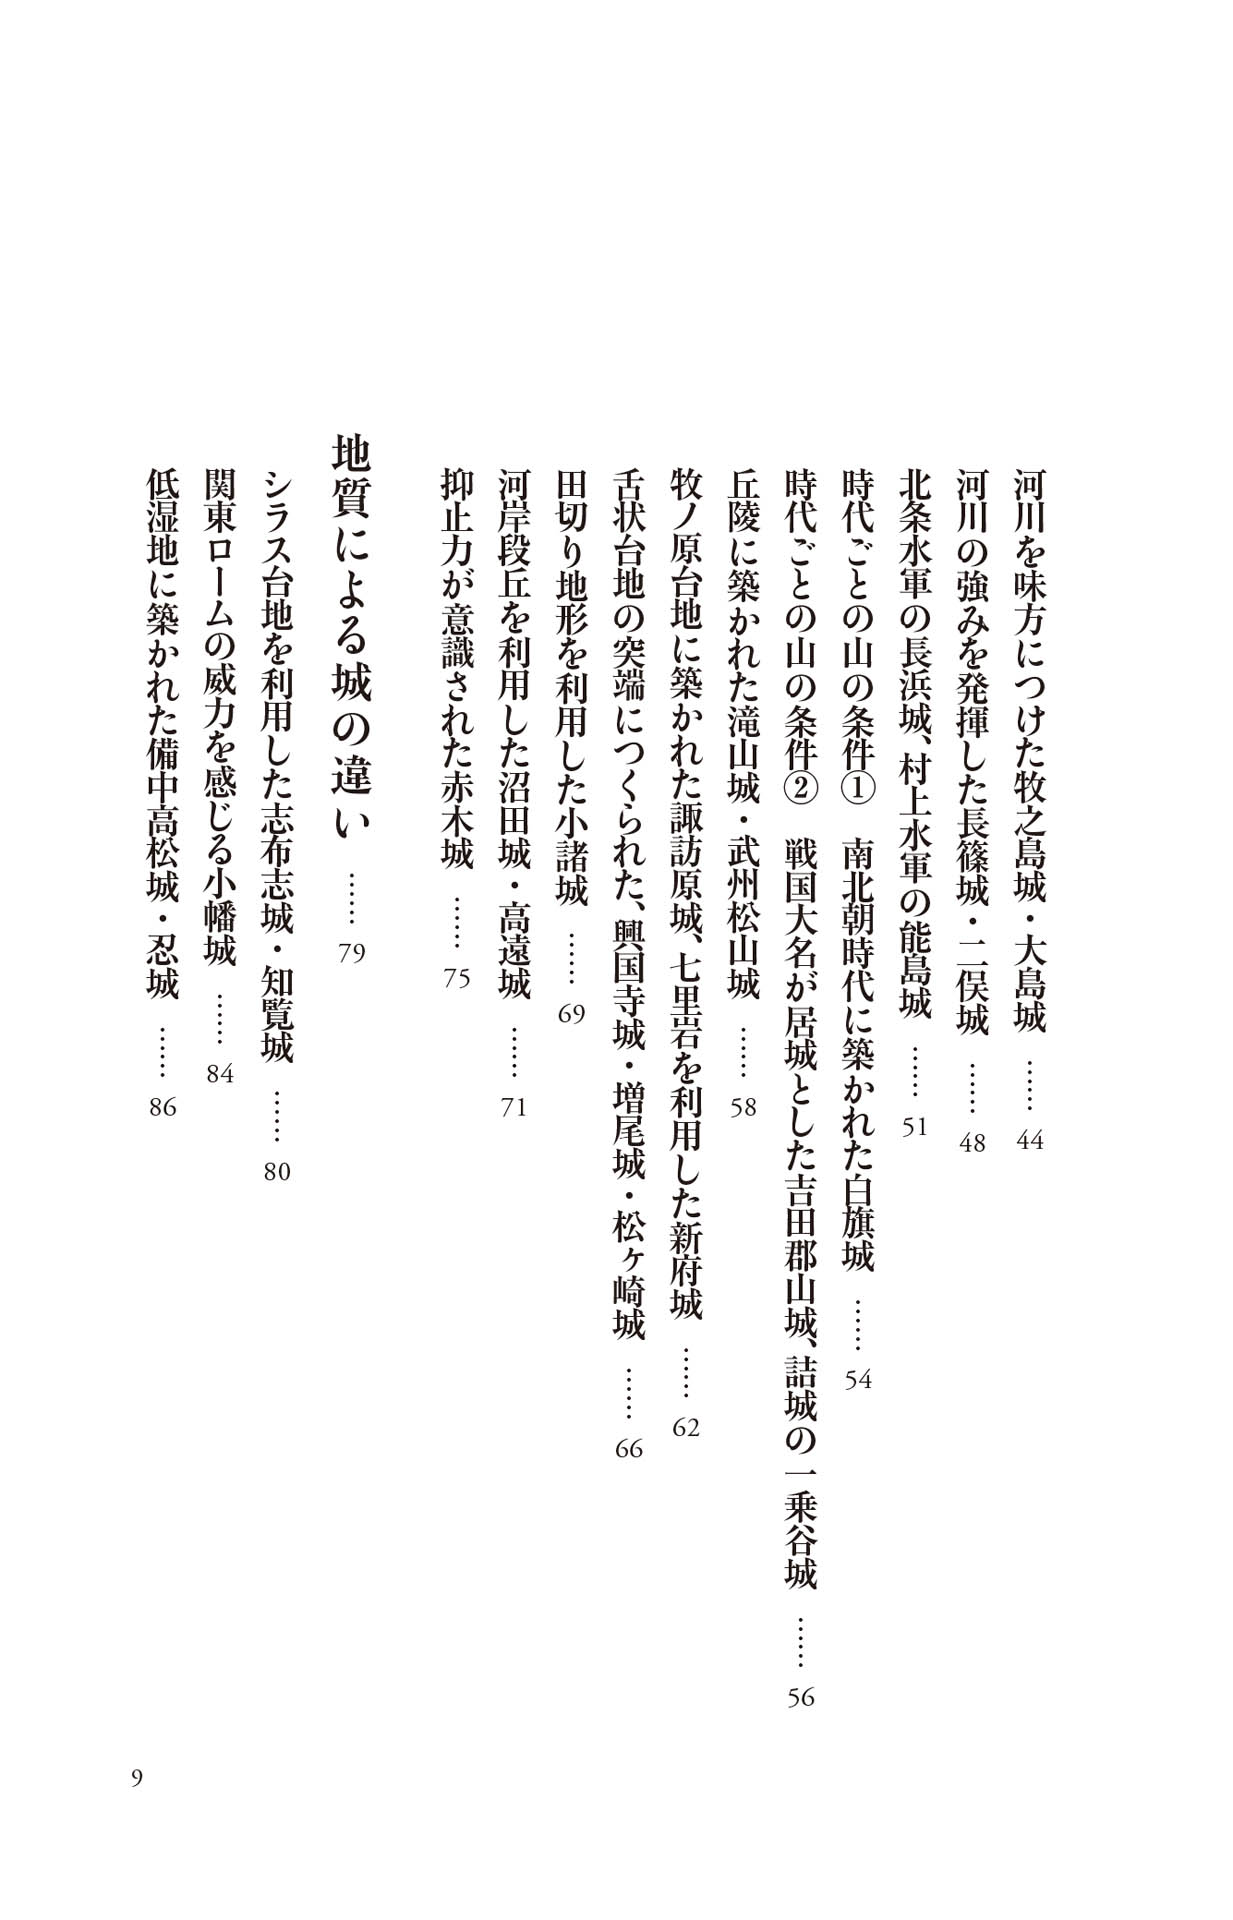 河川を味方につけた牧之島城・大島城 …… 44
河川の強みを発揮した長篠城・二俣城 …… 48
北条水軍の長浜城、村上水軍の能島城 …… 51
時代ごとの山の条件① 南北朝時代に築かれた白旗城 …… 54
時代ごとの山の条件② 戦国大名が居城とした吉田郡山城、詰城の一乗谷城 …… 56
丘陵に築かれた滝山城・武州松山城 …… 58
牧ノ原台地に築かれた諏訪原城、七里岩を利用した新府城 …… 62
舌状台地の突端につくられた、興国寺城・増尾城・松ヶ崎城 …… 66
田切り地形を利用した小諸城 …… 69
河岸段丘を利用した沼田城・高遠城 …… 71
抑止力が意識された赤木城 …… 75
地質による城の違い …… 79
シラス台地を利用した志布志城・知覧城 …… 80
関東ロームの威力を感じる小幡城 …… 84
低湿地に築かれた備中高松城・忍城 …… 86
9